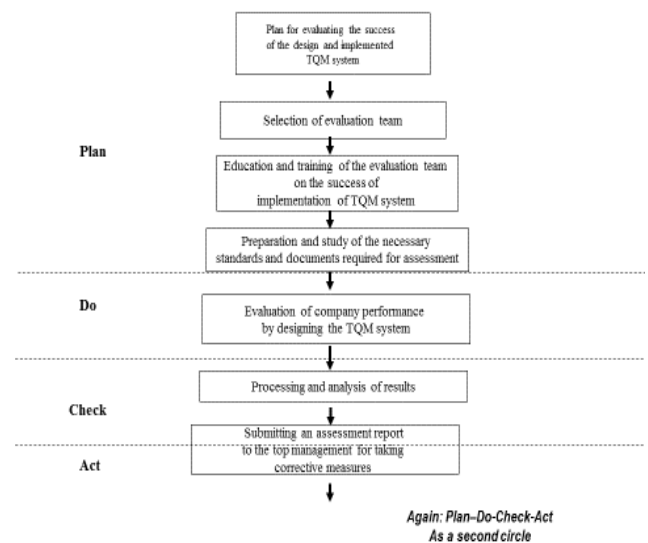 Plan for evaluating the success
of the design and implemented
TQM system
Selection of evaluation team
Plan
Education and training of the evaluation team
on the success of
implementation of TQM system
Preparation and study of the necessary
standards and documents required for assessment
Do
Evaluation of company performance
by designing the TQM system
Processing and analysis of results
Check
Submitting an assessment report
to the top management for taking
corrective measures
Act
Again: Plan–Do-Check-Act
As a second circle